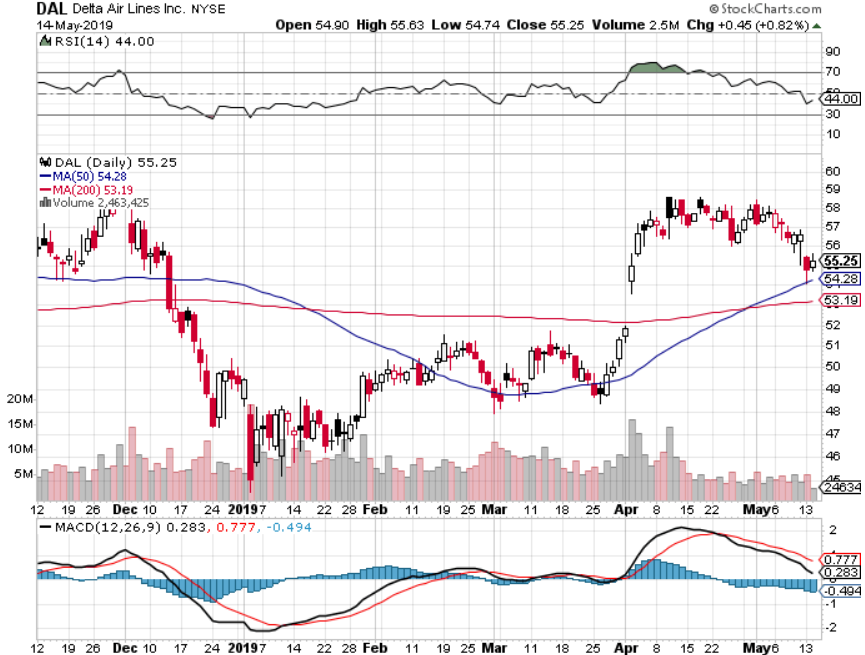 DAL Delta Air Lines Inc. NYSE © StockCharts.com
14-May-2019 Open 54.90 High 55.63 Low 54.74 Close 55.25 Volume 2.5M Chg +0.45 (+0.82%) ▲
RSI(14) 44.00
90
70
50
44.00
30
10
DAL (Daily) 55.25
MA(50) 54.28
MA(200) 53.19
Volume 2,463,425
60
59
58
57
56
55.25
54.28
53.19
52
51
50
49
48
47
46
45
20M
15M
10M
5M
24634
12 19 26 Dec 10 17 24 2019 7 14 22 28 Feb 11 19 25 Mar 11 18 25 Apr 8 15 22 May 6 13
MACD(12,26,9) 0.283, 0.777, -0.494
2
1
0.777
0.283
0
-0.494
-1
-2
12 19 26 Dec 10 17 24 2019 7 14 22 28 Feb 11 19 25 Mar 11 18 25 Apr 8 15 22 May 6 13